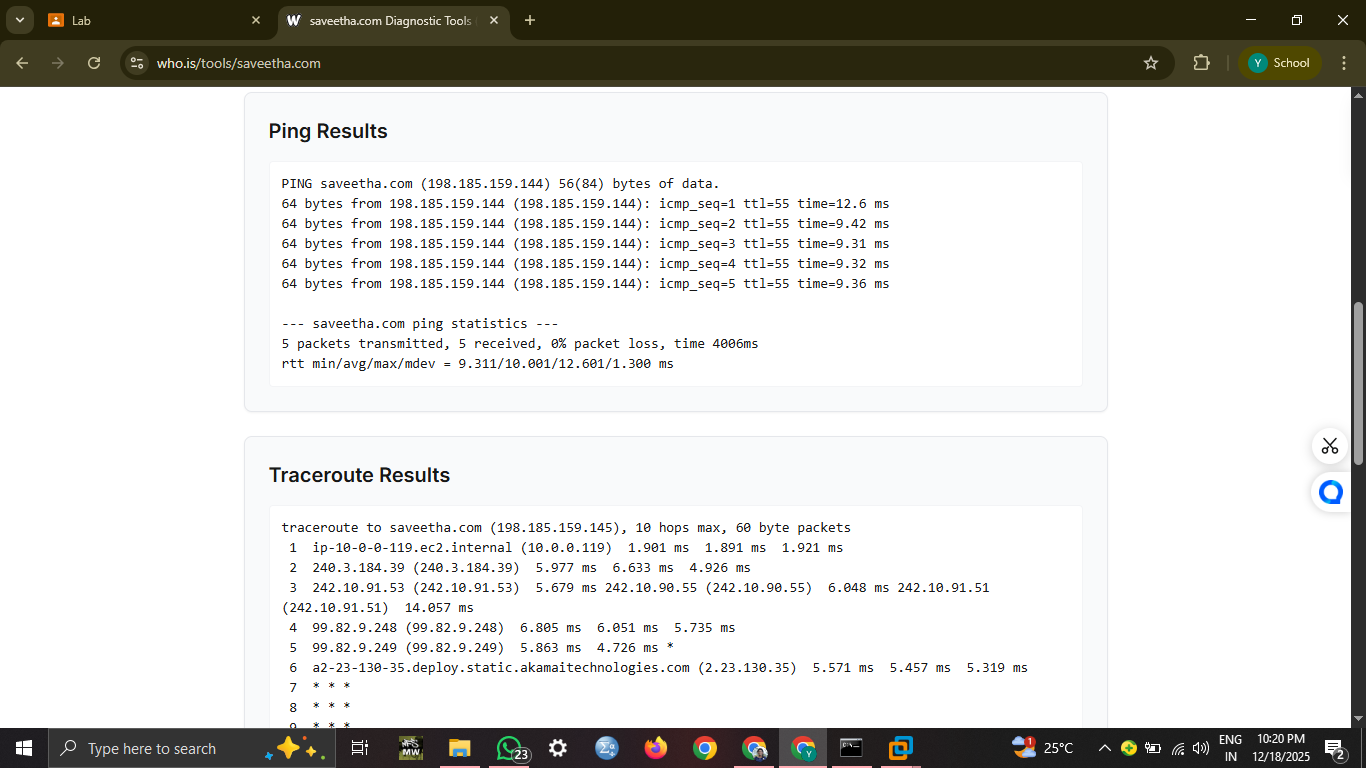 Lab
W saveetha.com Diagnostic Tools
who.is/tools/saveetha.com
Y School
Ping Results
PING saveetha.com (198.185.159.144) 56(84) bytes of data.
64 bytes from 198.185.159.144 (198.185.159.144): icmp_seq=1 ttl=55 time=12.6 ms
64 bytes from 198.185.159.144 (198.185.159.144): icmp_seq=2 ttl=55 time=9.42 ms
64 bytes from 198.185.159.144 (198.185.159.144): icmp_seq=3 ttl=55 time=9.31 ms
64 bytes from 198.185.159.144 (198.185.159.144): icmp_seq=4 ttl=55 time=9.32 ms
64 bytes from 198.185.159.144 (198.185.159.144): icmp_seq=5 ttl=55 time=9.36 ms
--- saveetha.com ping statistics ---
5 packets transmitted, 5 received, 0% packet loss, time 4006ms
rtt min/avg/max/mdev = 9.311/10.001/12.601/1.300 ms
Traceroute Results
traceroute to saveetha.com (198.185.159.145), 10 hops max, 60 byte packets
1 ip-10-0-0-119.ec2.internal (10.0.0.119) 1.901 ms 1.891 ms 1.921 ms
2 240.3.184.39 (240.3.184.39) 5.977 ms 6.633 ms 4.926 ms
3 242.10.91.53 (242.10.91.53) 5.679 ms 242.10.90.55 (242.10.90.55) 6.048 ms 242.10.91.51
(242.10.91.51) 14.057 ms
4 99.82.9.248 (99.82.9.248) 6.805 ms 6.051 ms 5.735 ms
5 99.82.9.249 (99.82.9.249) 5.863 ms 4.726 ms *
6 a2-23-130-35.deploy.static.akamaitechnologies.com (2.23.130.35) 5.571 ms 5.457 ms 5.319 ms
7 * * *
8 * * *
9 * * *
Type here to search
MW
23
Y
1
25°C
ENG
IN
10:20 PM
12/18/2025
2